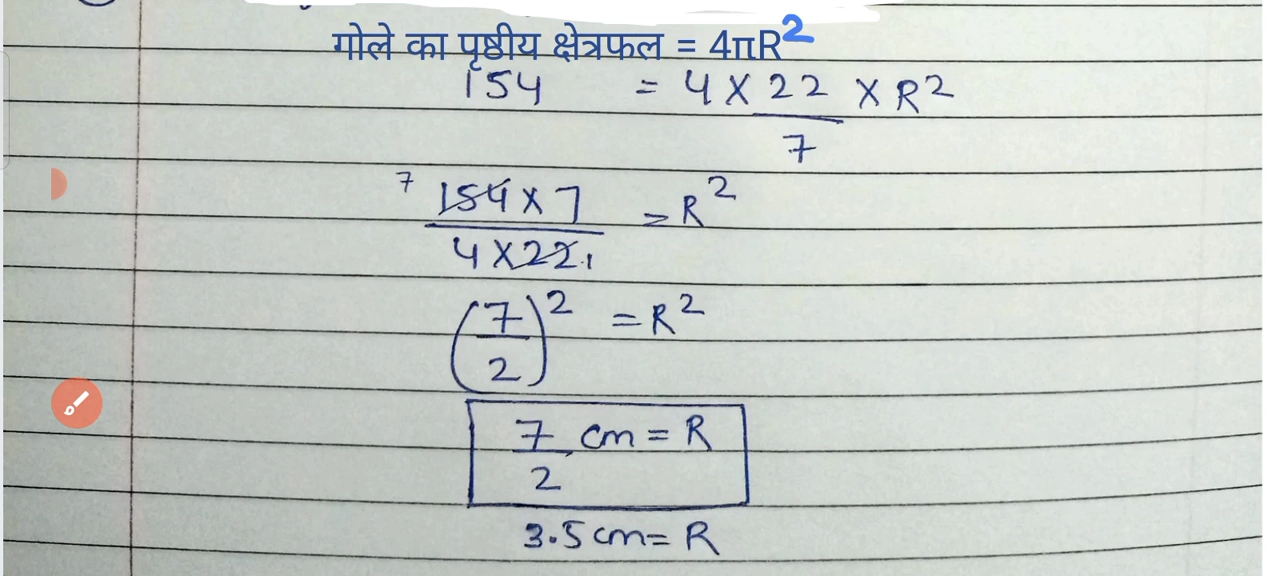 गोले का पृष्ठीय क्षेत्रफल = 4πR2
154 = 4 X 22 X R2
7
7 154 X 7 = R2
4 X 22 1
(7)2 = R2
2
7 cm = R
2
3.5 cm = R